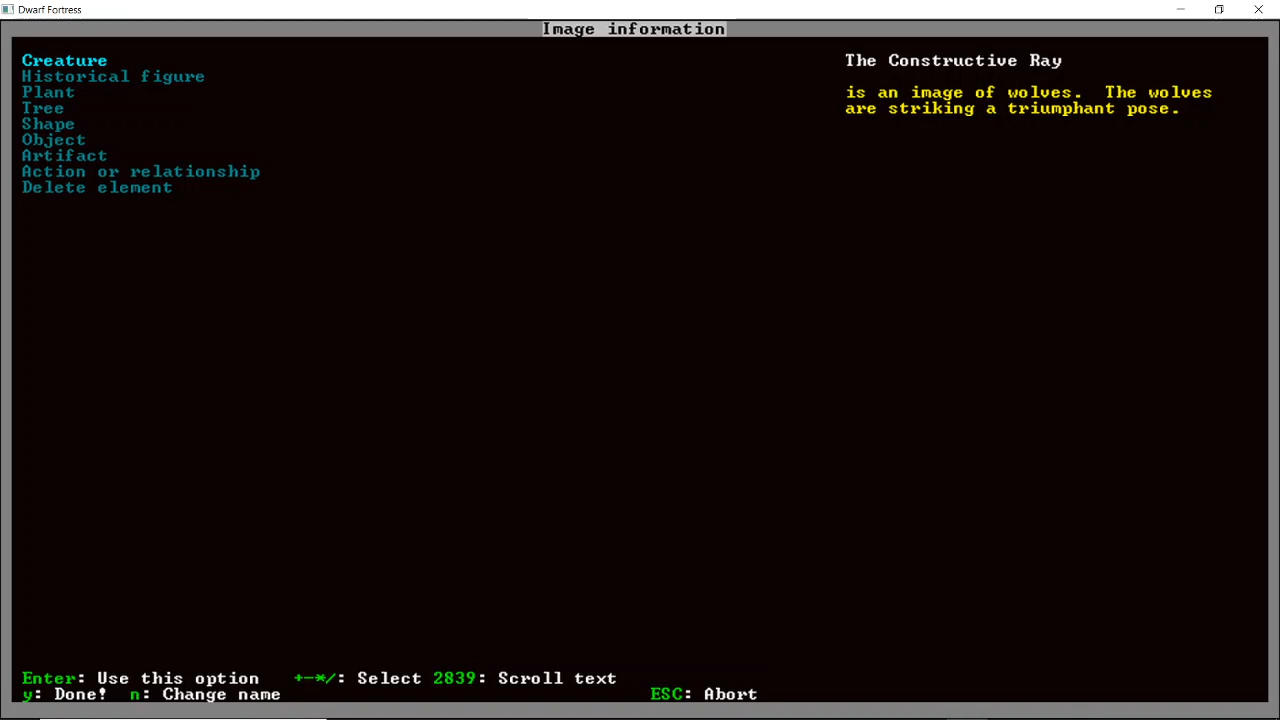 Dwarf Fortress
Image information
Creature
Historical figure
Plant
Tree
Shape
Object
Artifact
Action or relationship
Delete element
The Constructive Ray
is an image of wolves.  The wolves
are striking a triumphant pose.
Enter: Use this option   +-*/: Select 2839: Scroll text
y: Done!  n: Change name   ESC: Abort